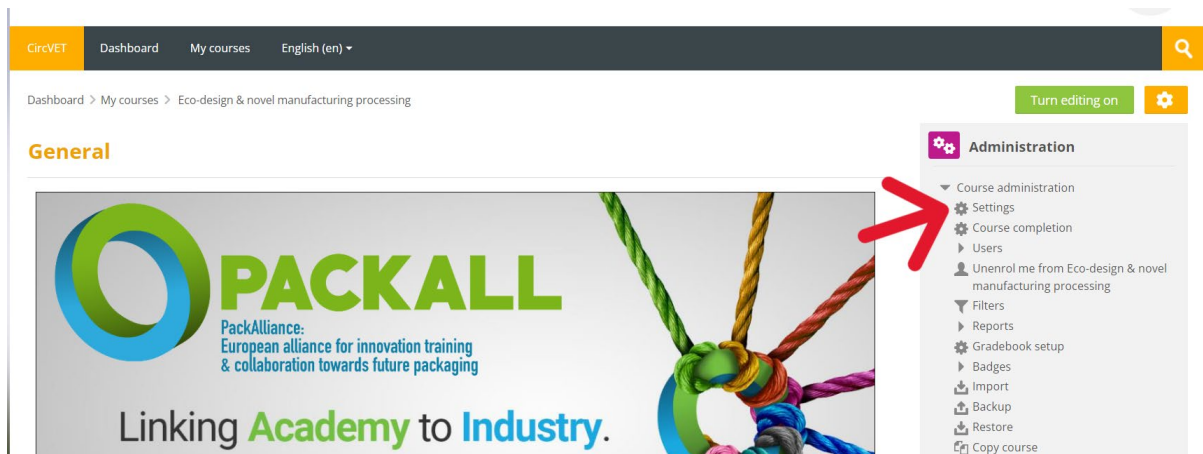 CircVET Dashboard My courses English (en)
Dashboard > My courses > Eco-design & novel manufacturing processing
Turn editing on
General
PACKALL
PackAlliance:
European alliance for innovation training
& collaboration towards future packaging
Linking Academy to Industry.
Administration
Course administration
Settings
Course completion
Users
Unenrol me from Eco-design & novel
manufacturing processing
Filters
Reports
Gradebook setup
Badges
Import
Backup
Restore
Copy course